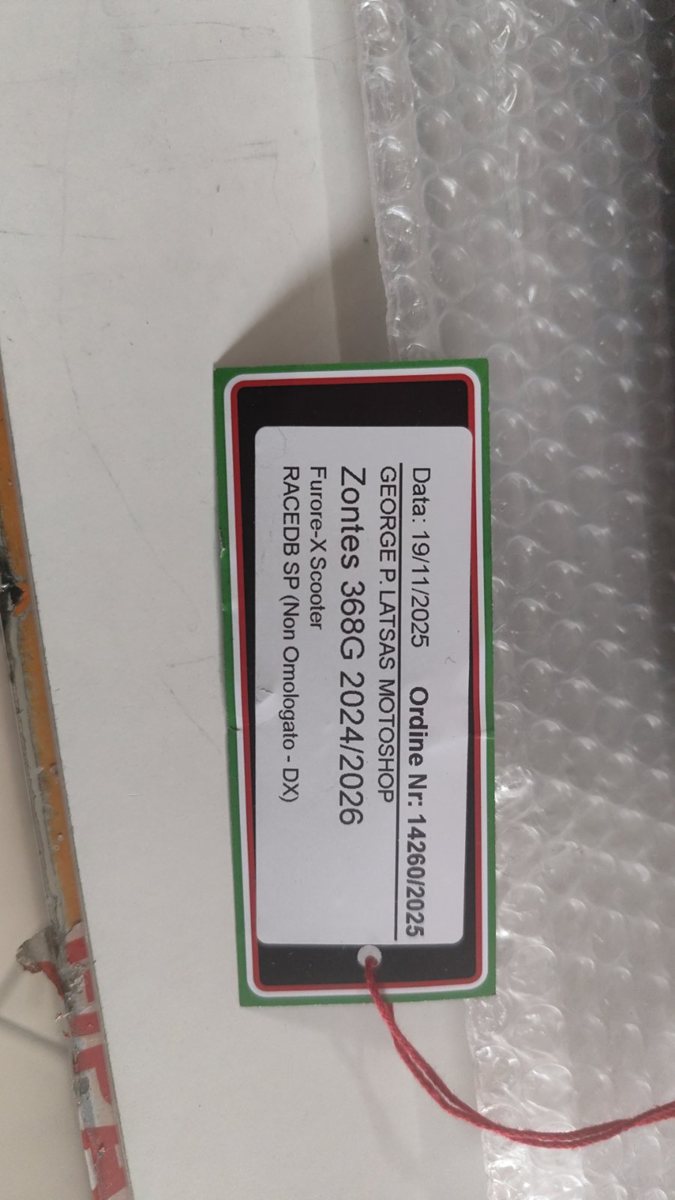 Data: 19/11/2025 Ordine Nr: 14260/2025
GEORGE P. LATSAS MOTOSHOP
Zontes 368G 2024/2026
Furore-X Scooter
RACEDB SP (Non Omologato - DX)